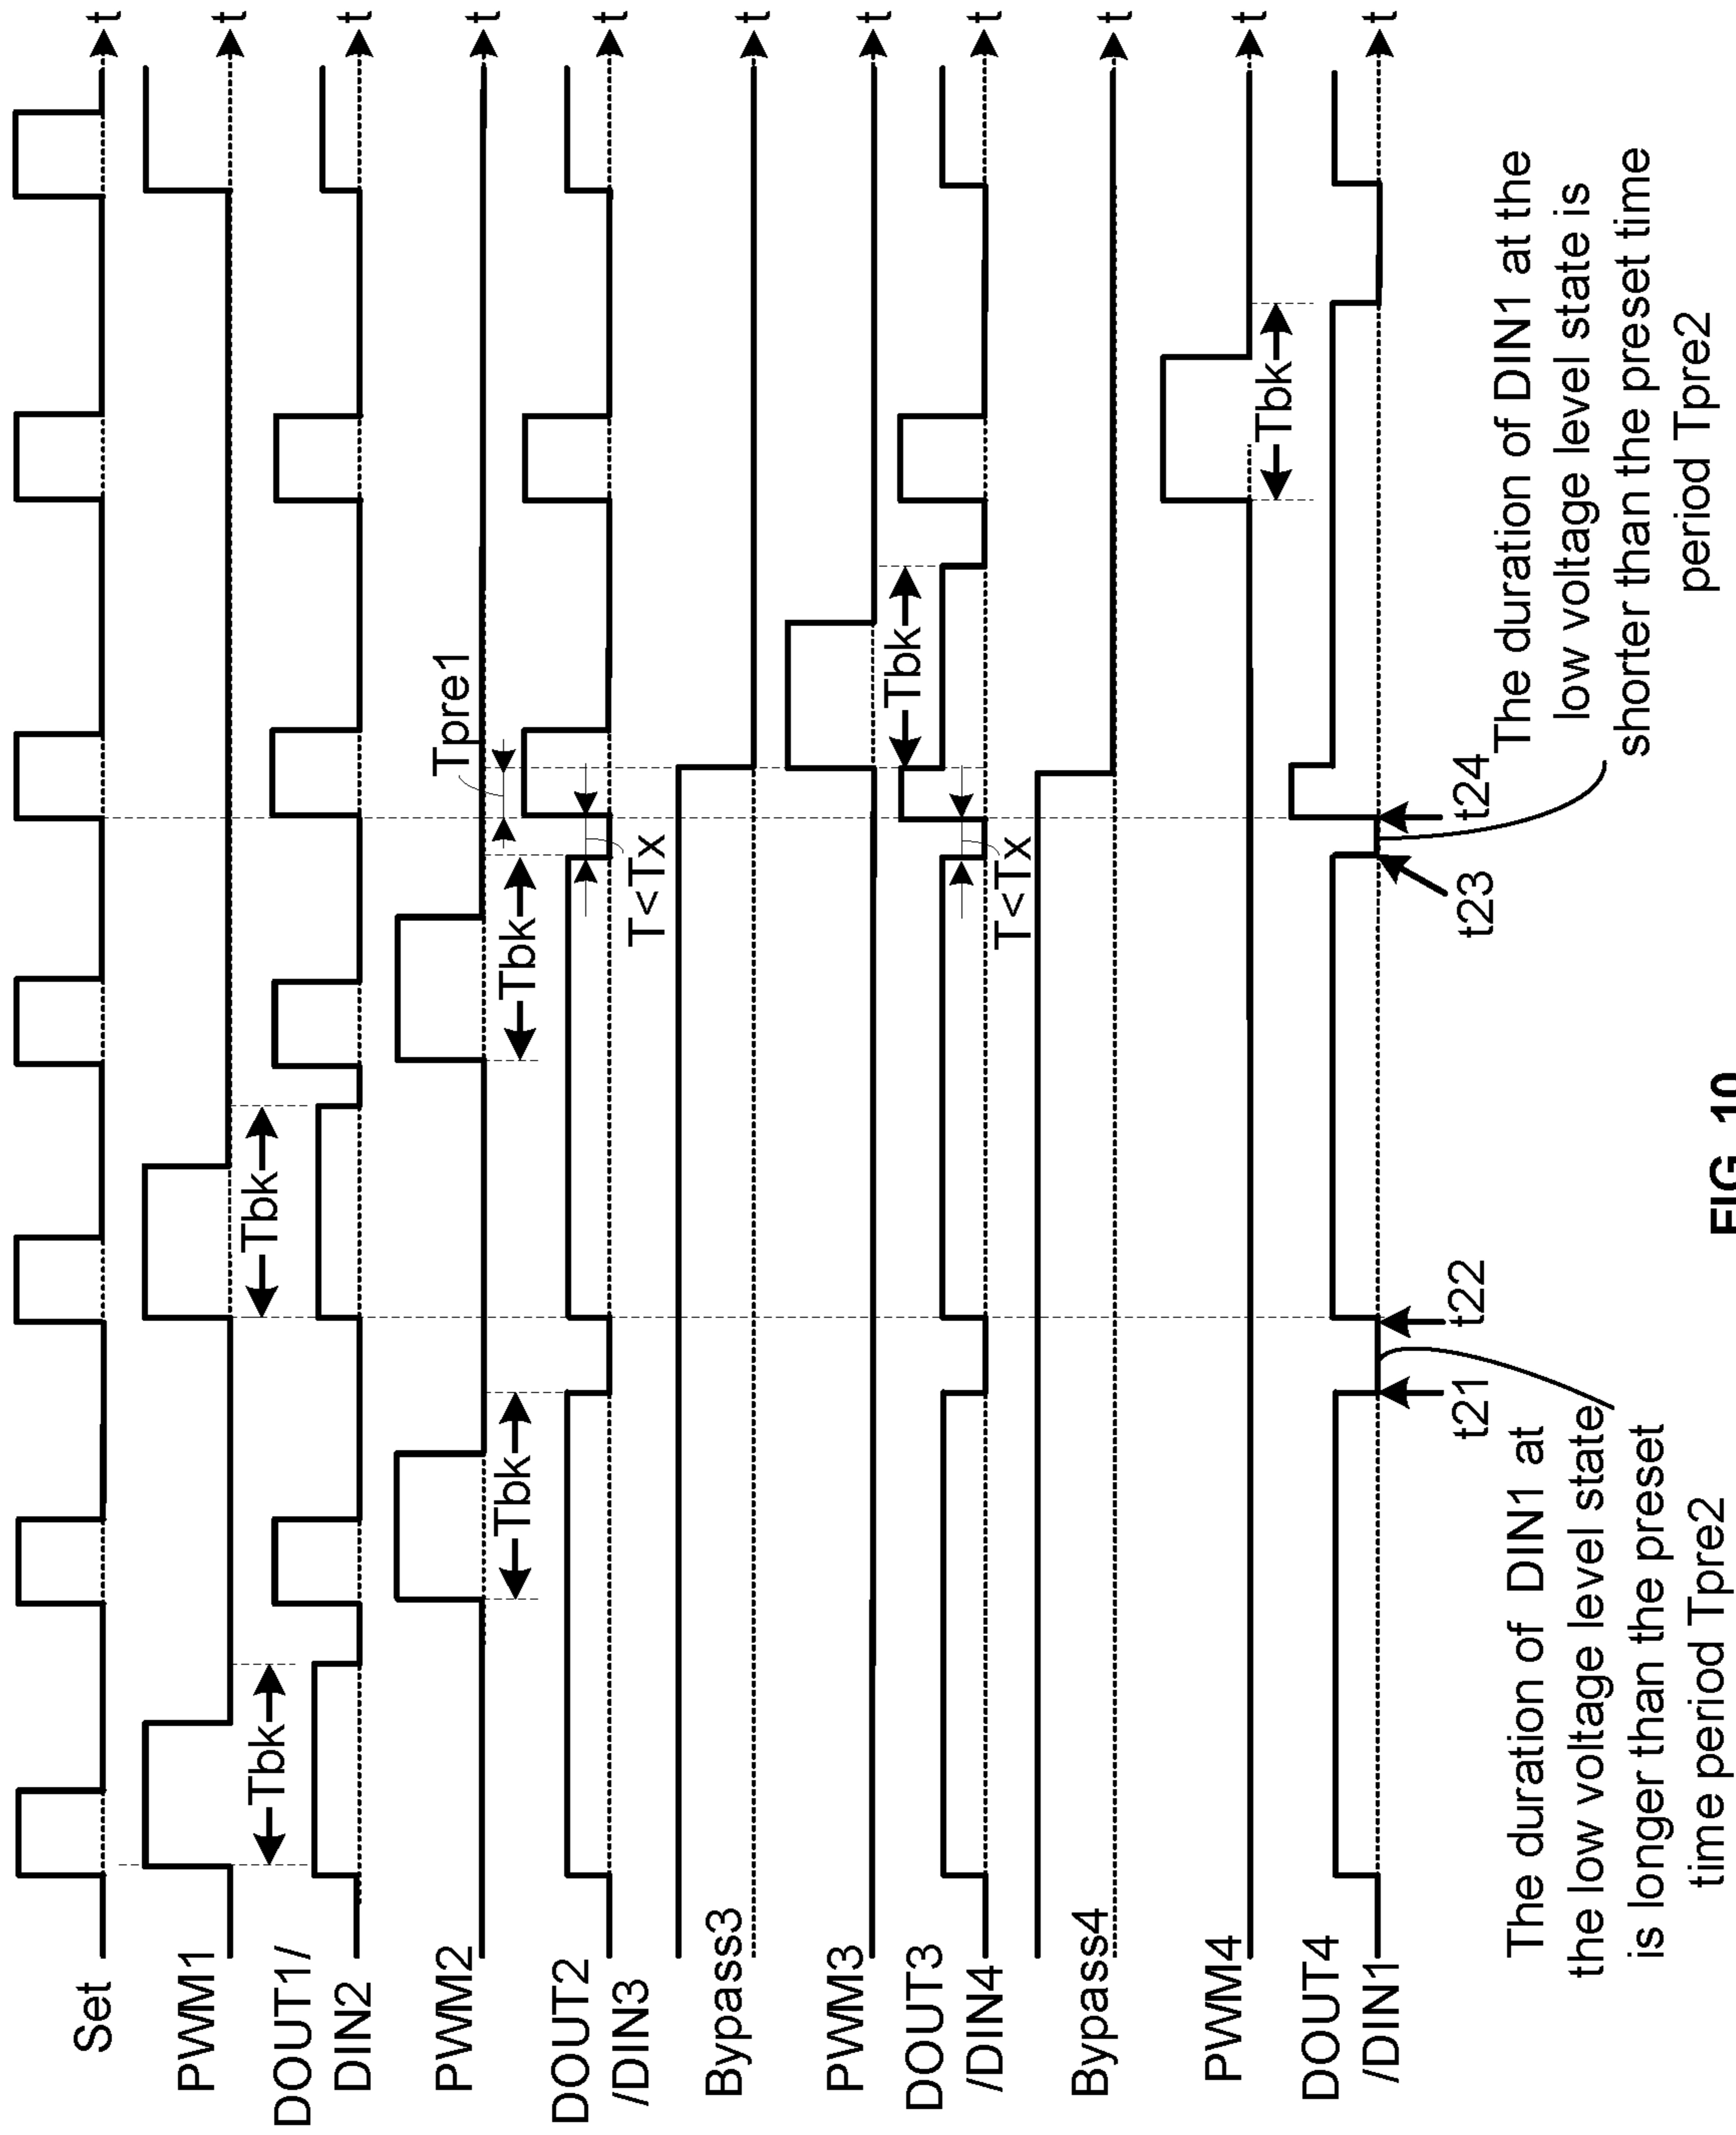 Set
t
PWM1
t
Tbk
DOUT1/
DIN2
t
Tbk
PWM2
t
Tpre1
Tbk
Tbk
DOUT2
/DIN3
t
T<Tx
Bypass3
t
PWM3
t
Tbk
DOUT3
/DIN4
t
T<Tx
Bypass4
t
PWM4
t
Tbk
DOUT4
/DIN1
t
t21
t22
t23
t24
The duration of DIN1 at
the low voltage level state
is longer than the preset
time period Tpre2
The duration of DIN1 at the
low voltage level state is
shorter than the preset time
period Tpre2
FIG. 10